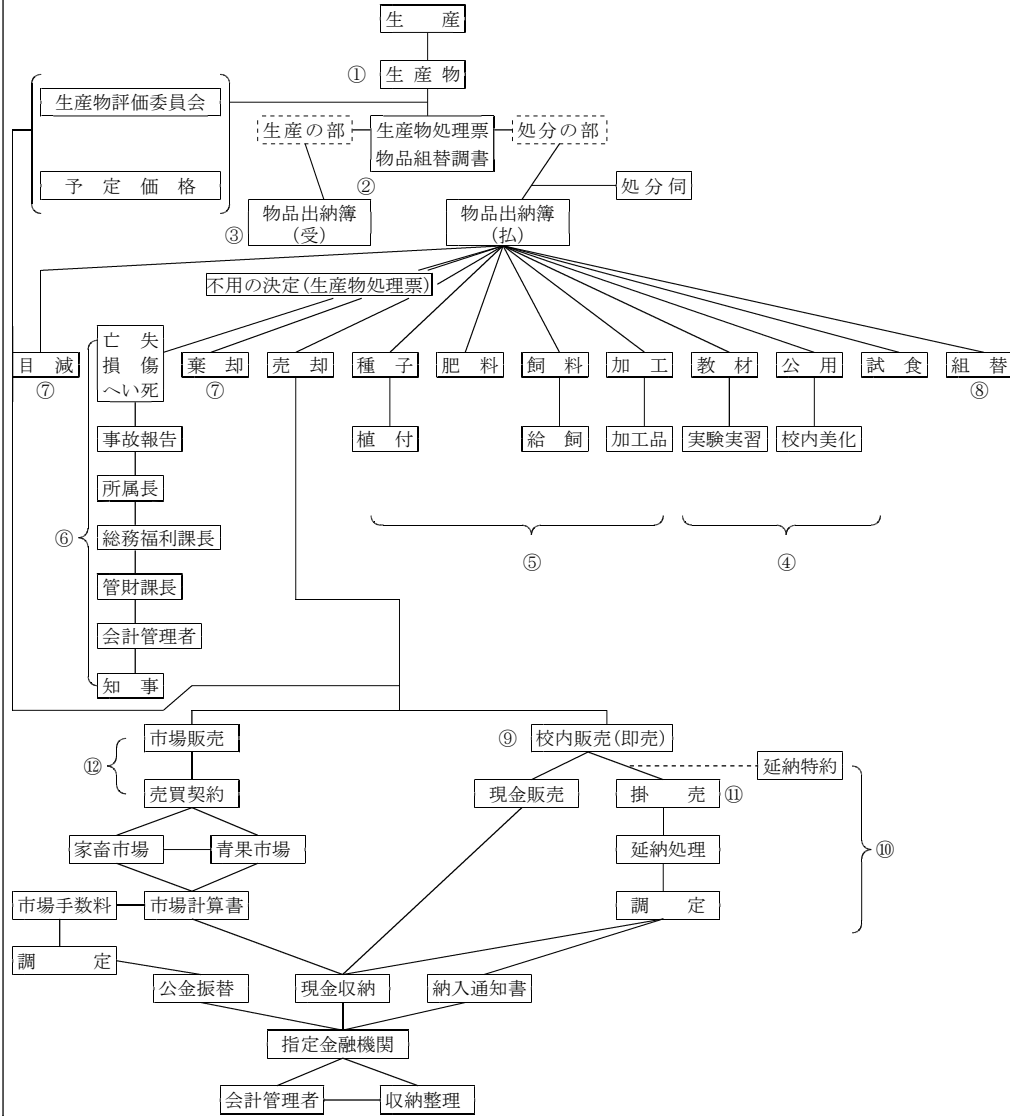 生 産
① 生 産 物
生産物評価委員会
予 定 価 格
生産の部
生産物処理票
物品組替調書
処分の部
②
処 分 伺
③ 物品出納簿
(受)
物品出納簿
(払)
不用の決定(生産物処理票)
目 減
⑦
亡 失
損 傷
へい死
棄 却
⑦
売 却
種 子
肥 料
飼 料
加 工
教 材
公 用
試 食
組 替
⑧
植 付
給 飼
加工品
実験実習
校内美化
⑤
④
⑥
事故報告
所属長
総務福利課長
管財課長
会計管理者
知 事
⑫
市場販売
売買契約
⑨ 校内販売(即売)
延納特約
現金販売
掛 売 ⑪
⑩
家畜市場
青果市場
延納処理
市場手数料
市場計算書
調 定
調 定
公金振替
現金収納
納入通知書
指定金融機関
会計管理者
収納整理